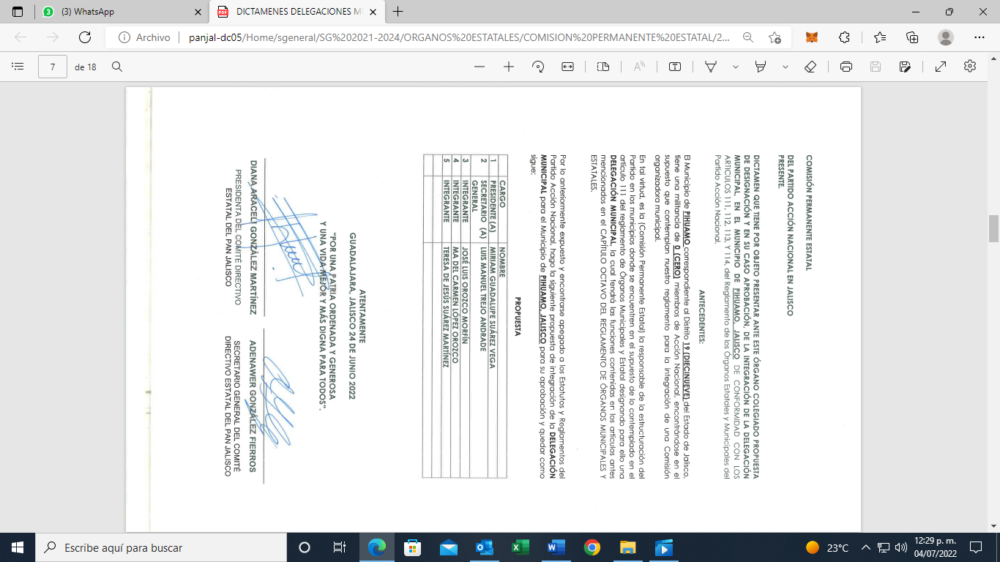 (3) WhatsApp
DICTAMENES DELEGACIONES M
Archivo
panjal-dc05/Home/sgeneral/SG%202021-2024/ORGANOS%20ESTATALES/COMISION%20PERMANENTE%20ESTATAL/2...
7 de 18
COMISIÓN PERMANENTE ESTATAL
DEL PARTIDO ACCIÓN NACIONAL EN JALISCO
PRESENTE.
DICTAMEN QUE TIENE POR OBJETO PRESENTAR ANTE ESTE ÓRGANO COLEGIADO PROPUESTA
DE DESIGNACIÓN Y EN SU CASO APROBACIÓN, DE LA INTEGRACIÓN DE LA DELEGACIÓN
MUNICIPAL, EN EL MUNICIPIO DE PIHUAMO, JALISCO DE CONFORMIDAD CON LOS
ARTICULOS 111, 112, 113, Y 114, del Reglamento de los Órganos Estatales y Municipales del
Partido Acción Nacional.
ANTECEDENTES:
El Municipio de PIHUAMO correspondiente al Distrito 19 (DIECINUEVE) del Estado de Jalisco,
tiene una militancia de 0 (CERO) miembros de Acción Nacional, encontrándose en el
supuesto que contemplan nuestro reglamento para la integración de una Comisión
organizadora municipal.
En tal virtud, es la (Comisión Permanente Estatal) la responsable de la estructuración del
Partido en los municipios donde se encuentren en el supuesto de lo contemplado en el
artículo 111 del reglamento de Órganos Municipales y Estatal designando para ello una
DELEGACIÓN MUNICIPAL, la cual tendrá las funciones contenidas en los artículos antes
mencionados en el CAPITULO OCTAVO DEL REGLAMENTO DE ÓRGANOS MUNICIPALES Y
ESTATALES.
Por lo anteriormente expuesto y encontrarse apegado a los Estatutos y Reglamentos del
Partido Acción Nacional, hago la siguiente propuesta de integración de la DELEGACIÓN
MUNICIPAL para el Municipio de PIHUAMO, JALISCO para su aprobación y quedar como
sigue:
PROPUESTA
CARGO NOMBRE
1 PRESIDENTE (A) MIRIAM GUADALUPE SUÁREZ VEGA
2 SECRETARIO (A) LUIS MANUEL TREJO ANDRADE
GENERAL
3 INTEGRANTE JOSÉ LUIS OROZCO MORFÍN
4 INTEGRANTE MA DEL CARMEN LÓPEZ OROZCO
5 INTEGRANTE TERESA DE JESÚS SUÁREZ MARTÍNEZ
ATENTAMENTE
GUADALAJARA, JALISCO 24 DE JUNIO 2022
"POR UNA PATRIA ORDENADA Y GENEROSA
Y UNA VIDA MEJOR Y MÁS DIGNA PARA TODOS".
DIANA ARACELI GONZÁLEZ MARTÍNEZ
PRESIDENTA DEL COMITÉ DIRECTIVO
ESTATAL DEL PAN JALISCO
ADENAWER GONZÁLEZ FIERROS
SECRETARIO GENERAL DEL COMITÉ
DIRECTIVO ESTATAL DEL PAN JALISCO
Escribe aquí para buscar
23°C
12:29 p. m.
04/07/2022